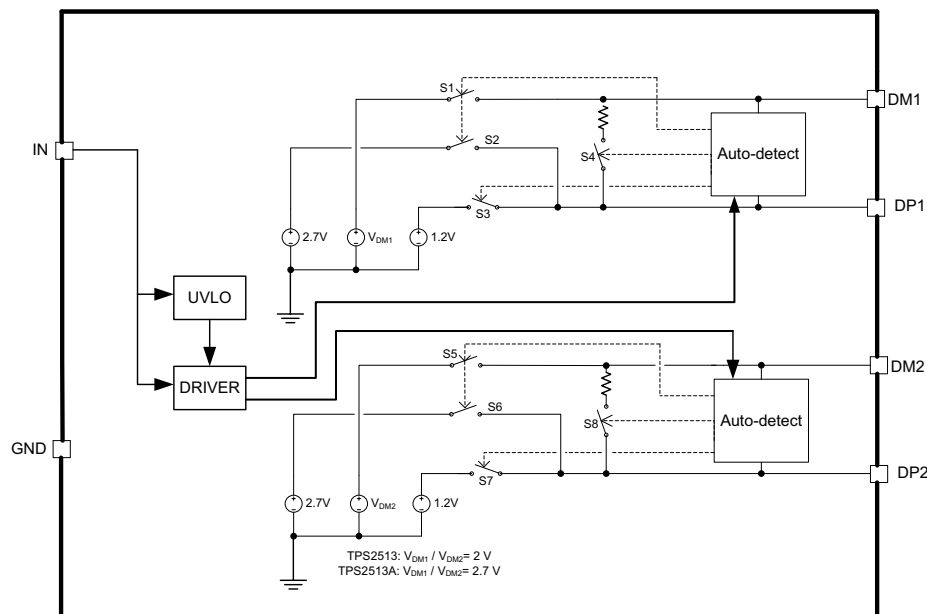 S1
DM1
S2
IN
S4
Auto-detect
DP1
S3
2.7V
VDM1
1.2V
UVLO
S5
DM2
DRIVER
S6
S8
Auto-detect
GND
DP2
S7
2.7V
VDM2
1.2V
TPS2513: VDM1 / VDM2= 2 V
TPS2513A: VDM1 / VDM2= 2.7 V